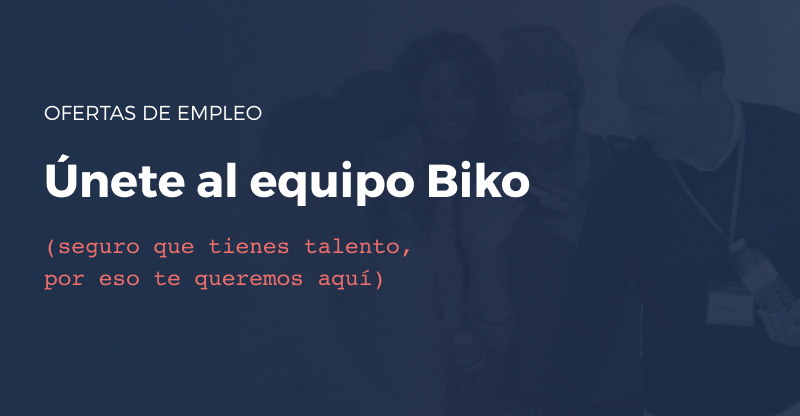 OFERTAS DE EMPLEO
Únete al equipo Biko
(seguro que tienes talento,
por eso te queremos aquí)